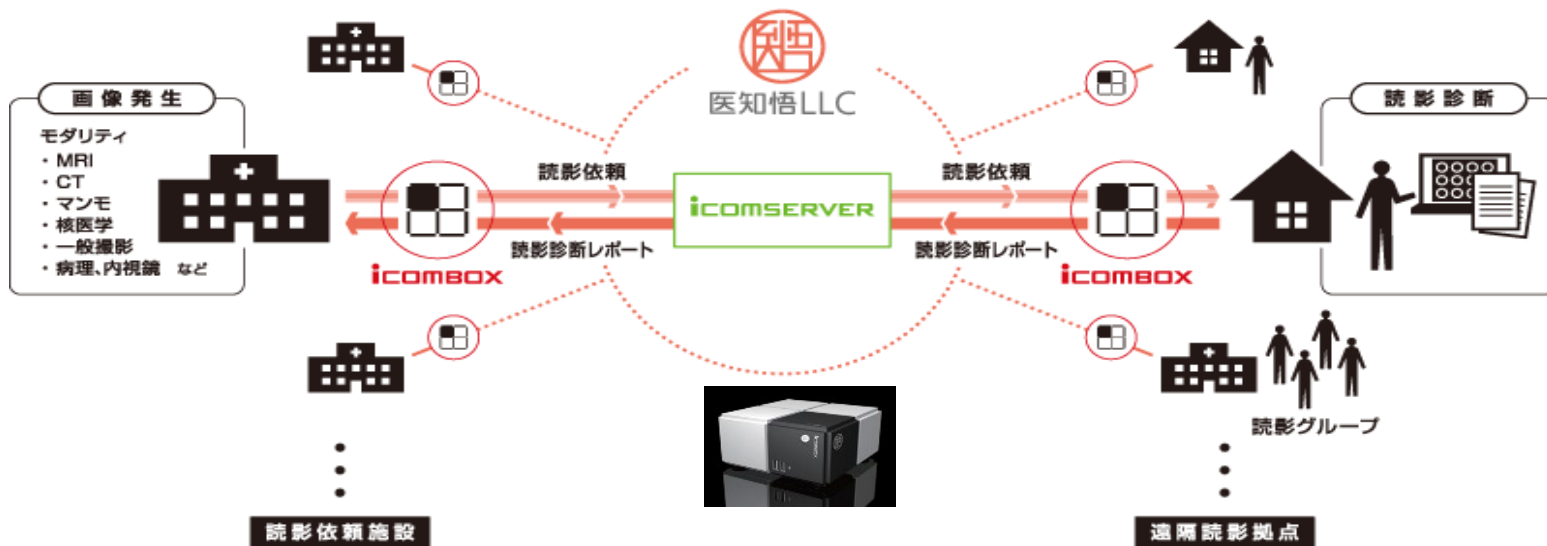 医知悟
医知悟LLC
画像発生
モダリティ
・MRI
・CT
・マンモ
・核医学
・一般撮影
・病理、内視鏡 など
読影依頼
読影診断レポート
icomBOX
icomSERVER
読影依頼
読影診断レポート
icomBOX
読影診断
読影グループ
icomBOX
読影依頼施設
遠隔読影拠点